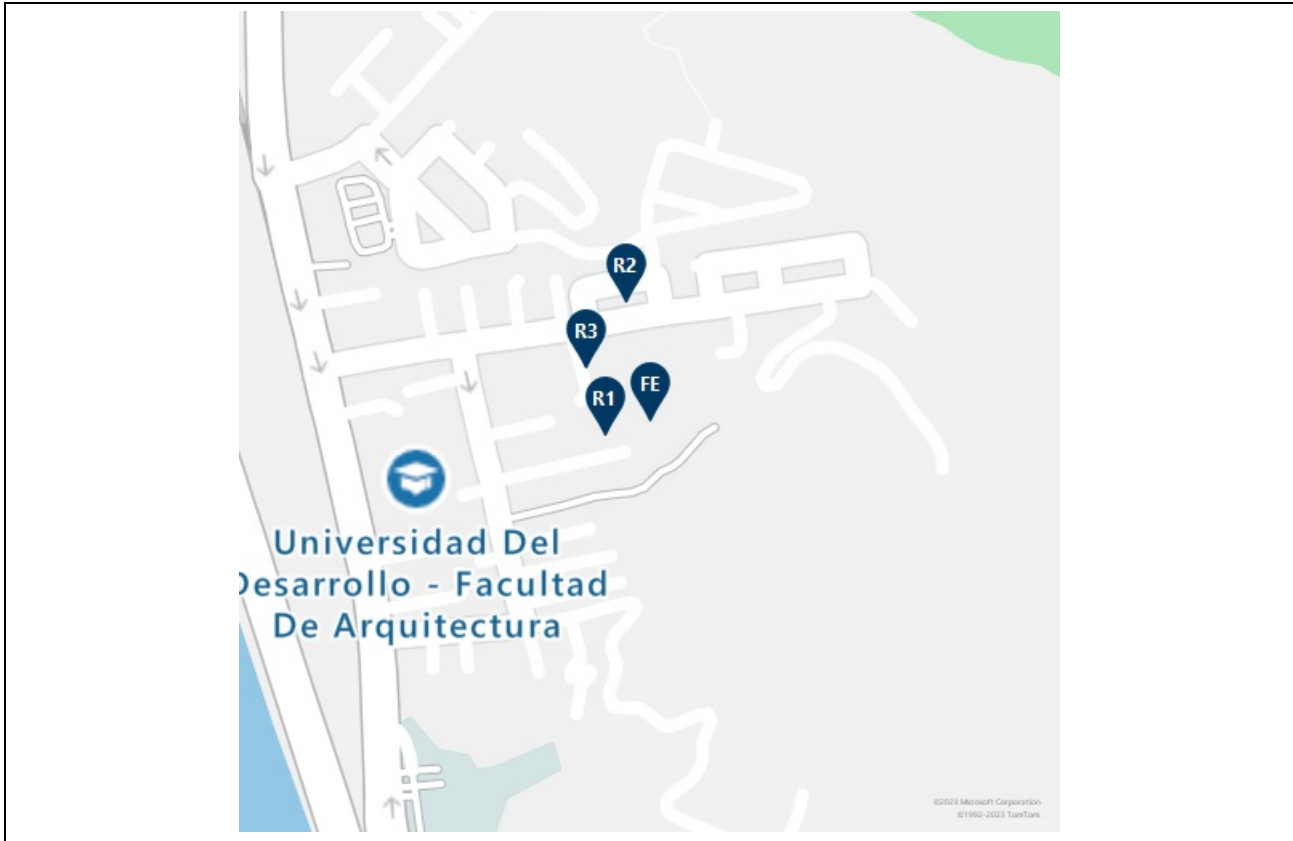 R2
R3
FE
R1
Universidad Del
Desarrollo - Facultad
De Arquitectura
©2023 Microsoft Corporation
©1992-2023 TomTom